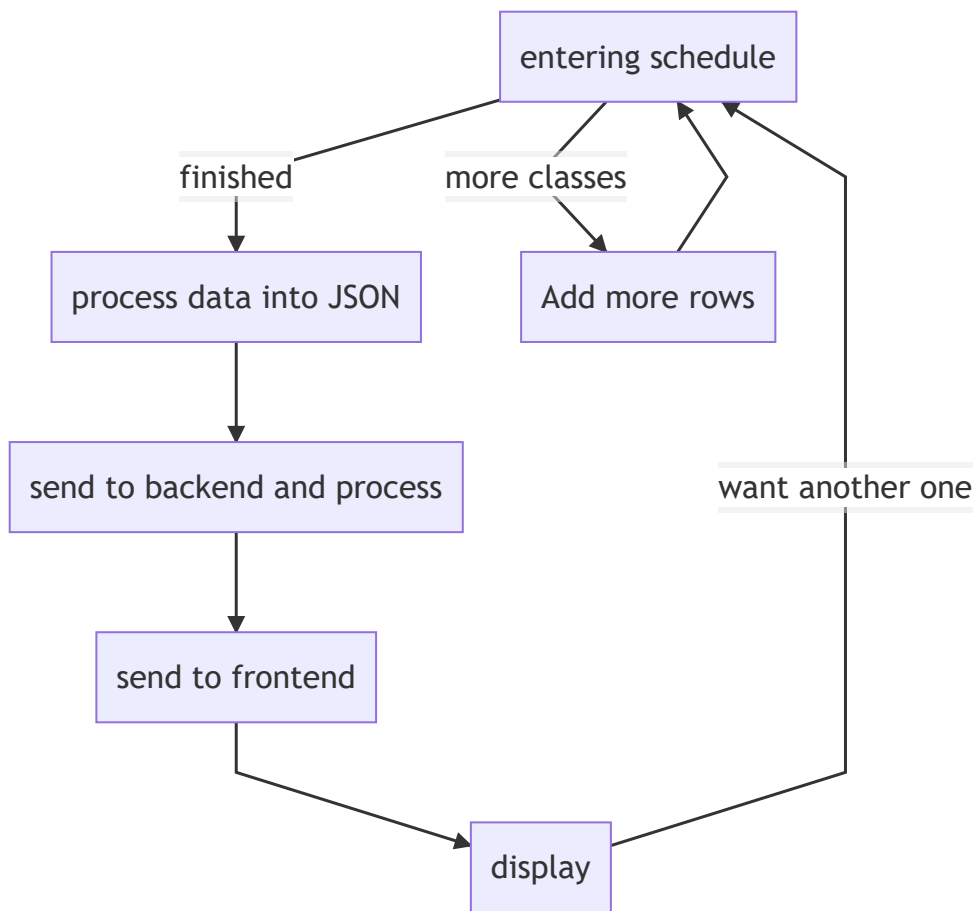 entering schedule
finished
more classes
process data into JSON
Add more rows
send to backend and process
want another one
send to frontend
display